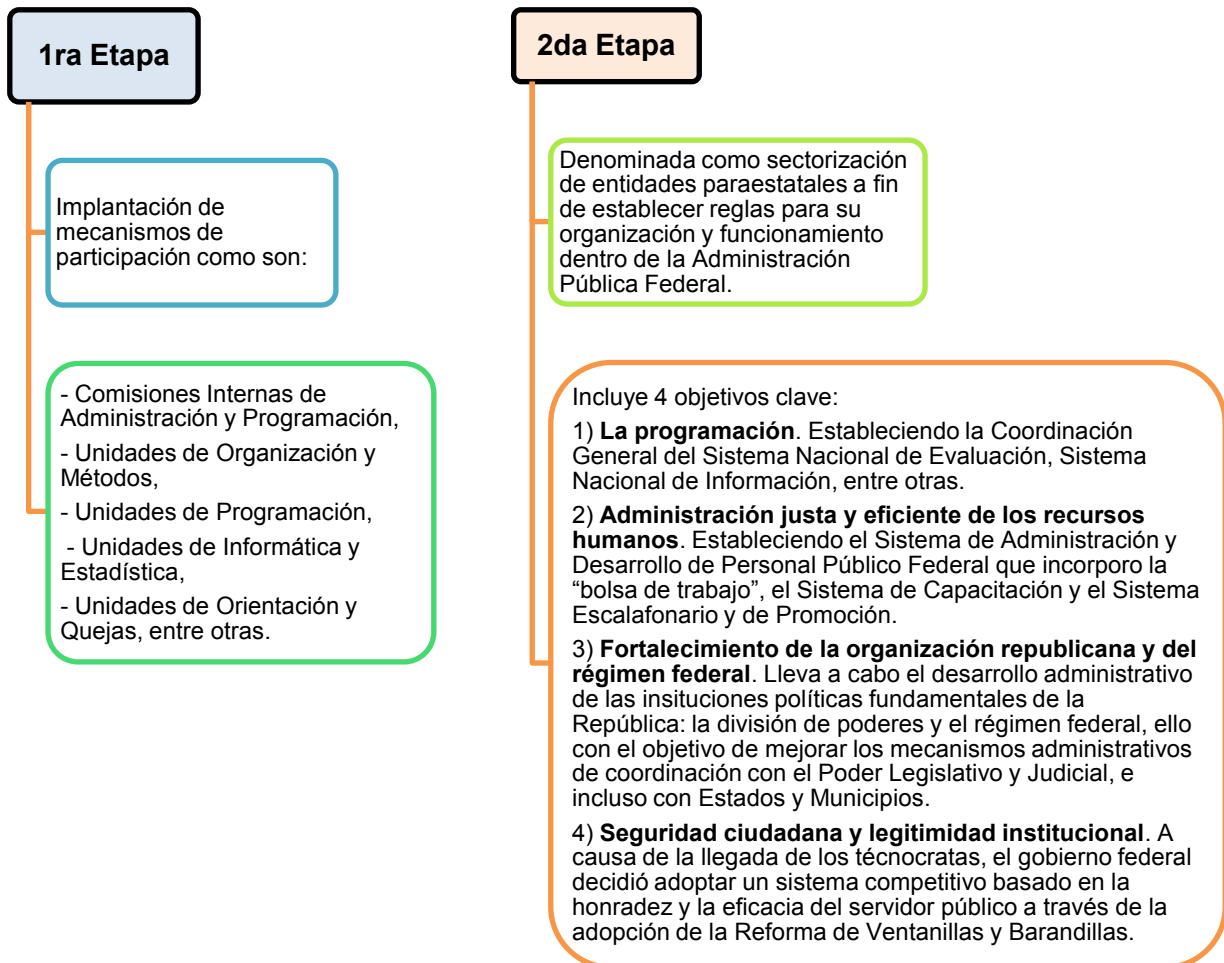 1ra Etapa
Implantación de
mecanismos de
participación como son:
- Comisiones Internas de
Administración y Programación,
- Unidades de Organización y
Métodos,
- Unidades de Programación,
- Unidades de Informática y
Estadística,
- Unidades de Orientación y
Quejas, entre otras.
2da Etapa
Denominada como sectorización
de entidades paraestatales a fin
de establecer reglas para su
organización y funcionamiento
dentro de la Administración
Pública Federal.
Incluye 4 objetivos clave:
1) La programación. Estableciendo la Coordinación
General del Sistema Nacional de Evaluación, Sistema
Nacional de Información, entre otras.
2) Administración justa y eficiente de los recursos
humanos. Estableciendo el Sistema de Administración y
Desarrollo de Personal Público Federal que incorporo la
“bolsa de trabajo”, el Sistema de Capacitación y el Sistema
Escalafonario y de Promoción.
3) Fortalecimiento de la organización republicana y del
régimen federal. Lleva a cabo el desarrollo administrativo
de las insituciones políticas fundamentales de la
República: la división de poderes y el régimen federal, ello
con el objetivo de mejorar los mecanismos administrativos
de coordinación con el Poder Legislativo y Judicial, e
incluso con Estados y Municipios.
4) Seguridad ciudadana y legitimidad institucional. A
causa de la llegada de los técnocratas, el gobierno federal
decidió adoptar un sistema competitivo basado en la
honradez y la eficacia del servidor público a través de la
adopción de la Reforma de Ventanillas y Barandillas.